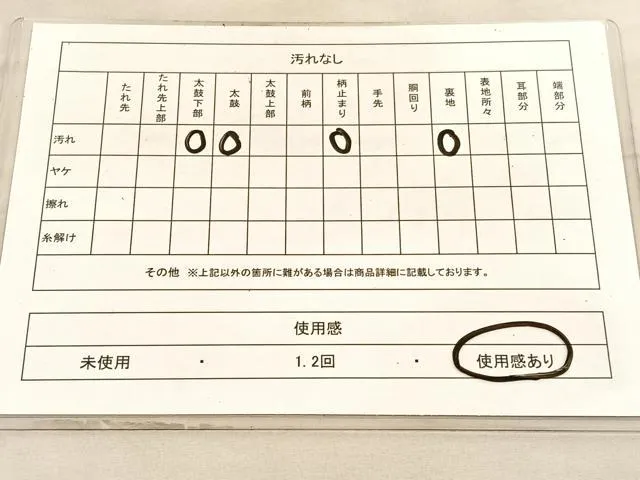 汚れなし
たれ先 たれ先上部 太鼓下部 太鼓 太鼓上部 前柄 柄止まり 手先 胴回り 裏地 表地所々 耳部分 端部分
汚れ O O O O
ヤケ
擦れ
糸解け
その他 ※上記以外の箇所に難がある場合は商品詳細に記載しております。
使用感
未使用 ・ 1.2回 ・ 使用感あり